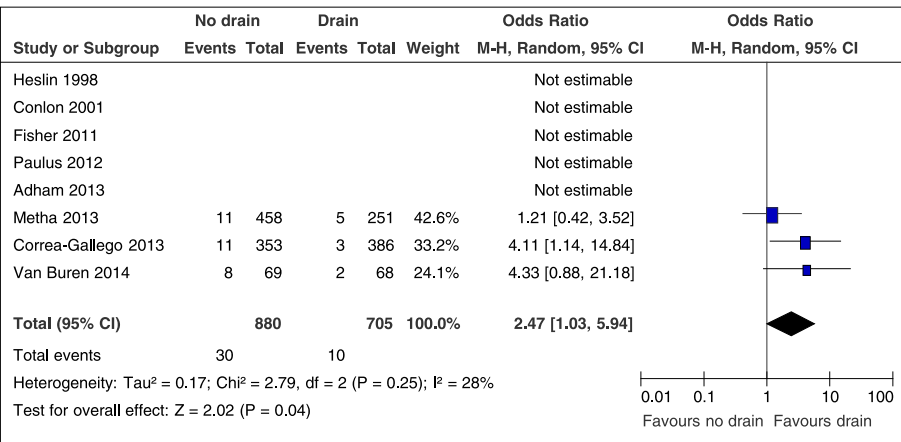 No drain Drain Odds Ratio Odds Ratio
Study or Subgroup Events Total Events Total Weight M-H, Random, 95% CI M-H, Random, 95% CI
Heslin 1998 Not estimable
Conlon 2001 Not estimable
Fisher 2011 Not estimable
Paulus 2012 Not estimable
Adham 2013 Not estimable
Metha 2013 11 458 5 251 42.6% 1.21 [0.42, 3.52]
Correa-Gallego 2013 11 353 3 386 33.2% 4.11 [1.14, 14.84]
Van Buren 2014 8 69 2 68 24.1% 4.33 [0.88, 21.18]
Total (95% CI) 880 705 100.0% 2.47 [1.03, 5.94]
Total events 30 10
Heterogeneity: Tau² = 0.17; Chi² = 2.79, df = 2 (P = 0.25); I² = 28%
Test for overall effect: Z = 2.02 (P = 0.04)
0.01 0.1 1 10 100
Favours no drain Favours drain